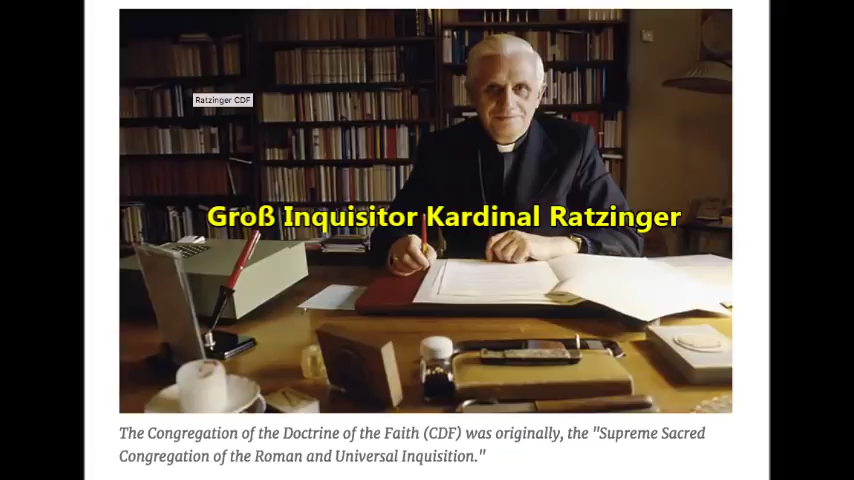 Ratzinger CDF
Groß Inquisitor Kardinal Ratzinger
The Congregation of the Doctrine of the Faith (CDF) was originally, the "Supreme Sacred
Congregation of the Roman and Universal Inquisition."